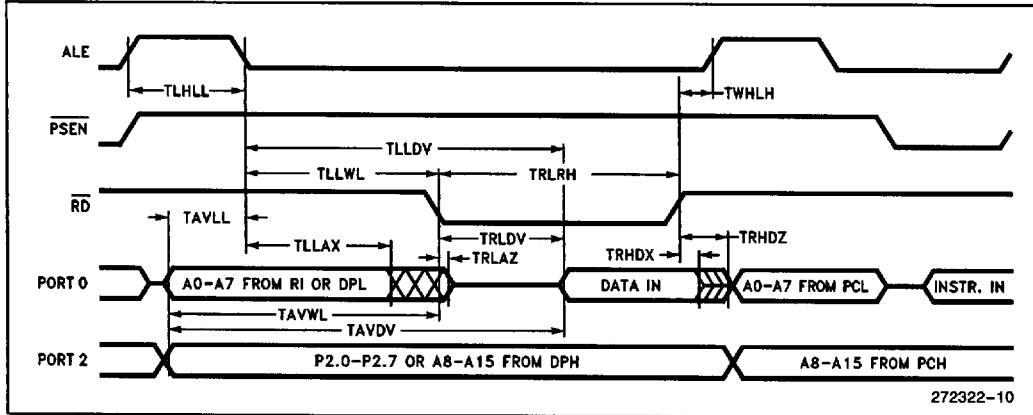 ALE
TLHLL
TWHLH
PSEN
TLLDV
TLLWL
TRLRH
RD
TAVLL
TLLAX
TRLDV
TRLAZ
TRHDX
TRHDZ
PORT 0
A0–A7 FROM RI OR DPL
DATA IN
A0–A7 FROM PCL
INSTR. IN
TAVWL
TAVDV
PORT 2
P2.0–P2.7 OR A8–A15 FROM DPH
A8–A15 FROM PCH
272322–10